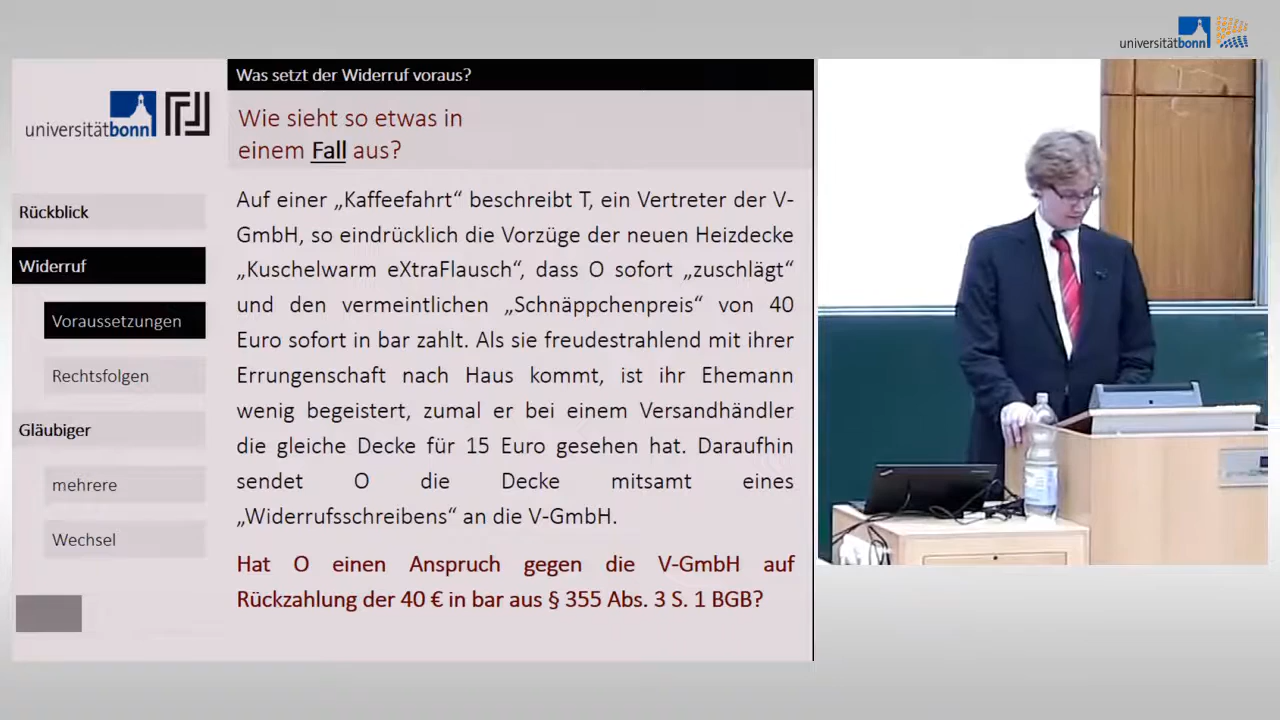 universitätbonn
Was setzt der Widerruf voraus?
universitätbonn
Wie sieht so etwas in
einem Fall aus?
Rückblick
Widerruf
Voraussetzungen
Rechtsfolgen
Gläubiger
mehrere
Wechsel
Auf einer „Kaffeefahrt“ beschreibt T, ein Vertreter der V-
GmbH, so eindrücklich die Vorzüge der neuen Heizdecke
„Kuschelwarm eXtraFlausch“, dass O sofort „zuschlägt“
und den vermeintlichen „Schnäppchenpreis“ von 40
Euro sofort in bar zahlt. Als sie freudestrahlend mit ihrer
Errungenschaft nach Haus kommt, ist ihr Ehemann
wenig begeistert, zumal er bei einem Versandhändler
die gleiche Decke für 15 Euro gesehen hat. Daraufhin
sendet O die Decke mitsamt eines
„Widerrufsschreibens“ an die V-GmbH.
Hat O einen Anspruch gegen die V-GmbH auf
Rückzahlung der 40 € in bar aus § 355 Abs. 3 S. 1 BGB?